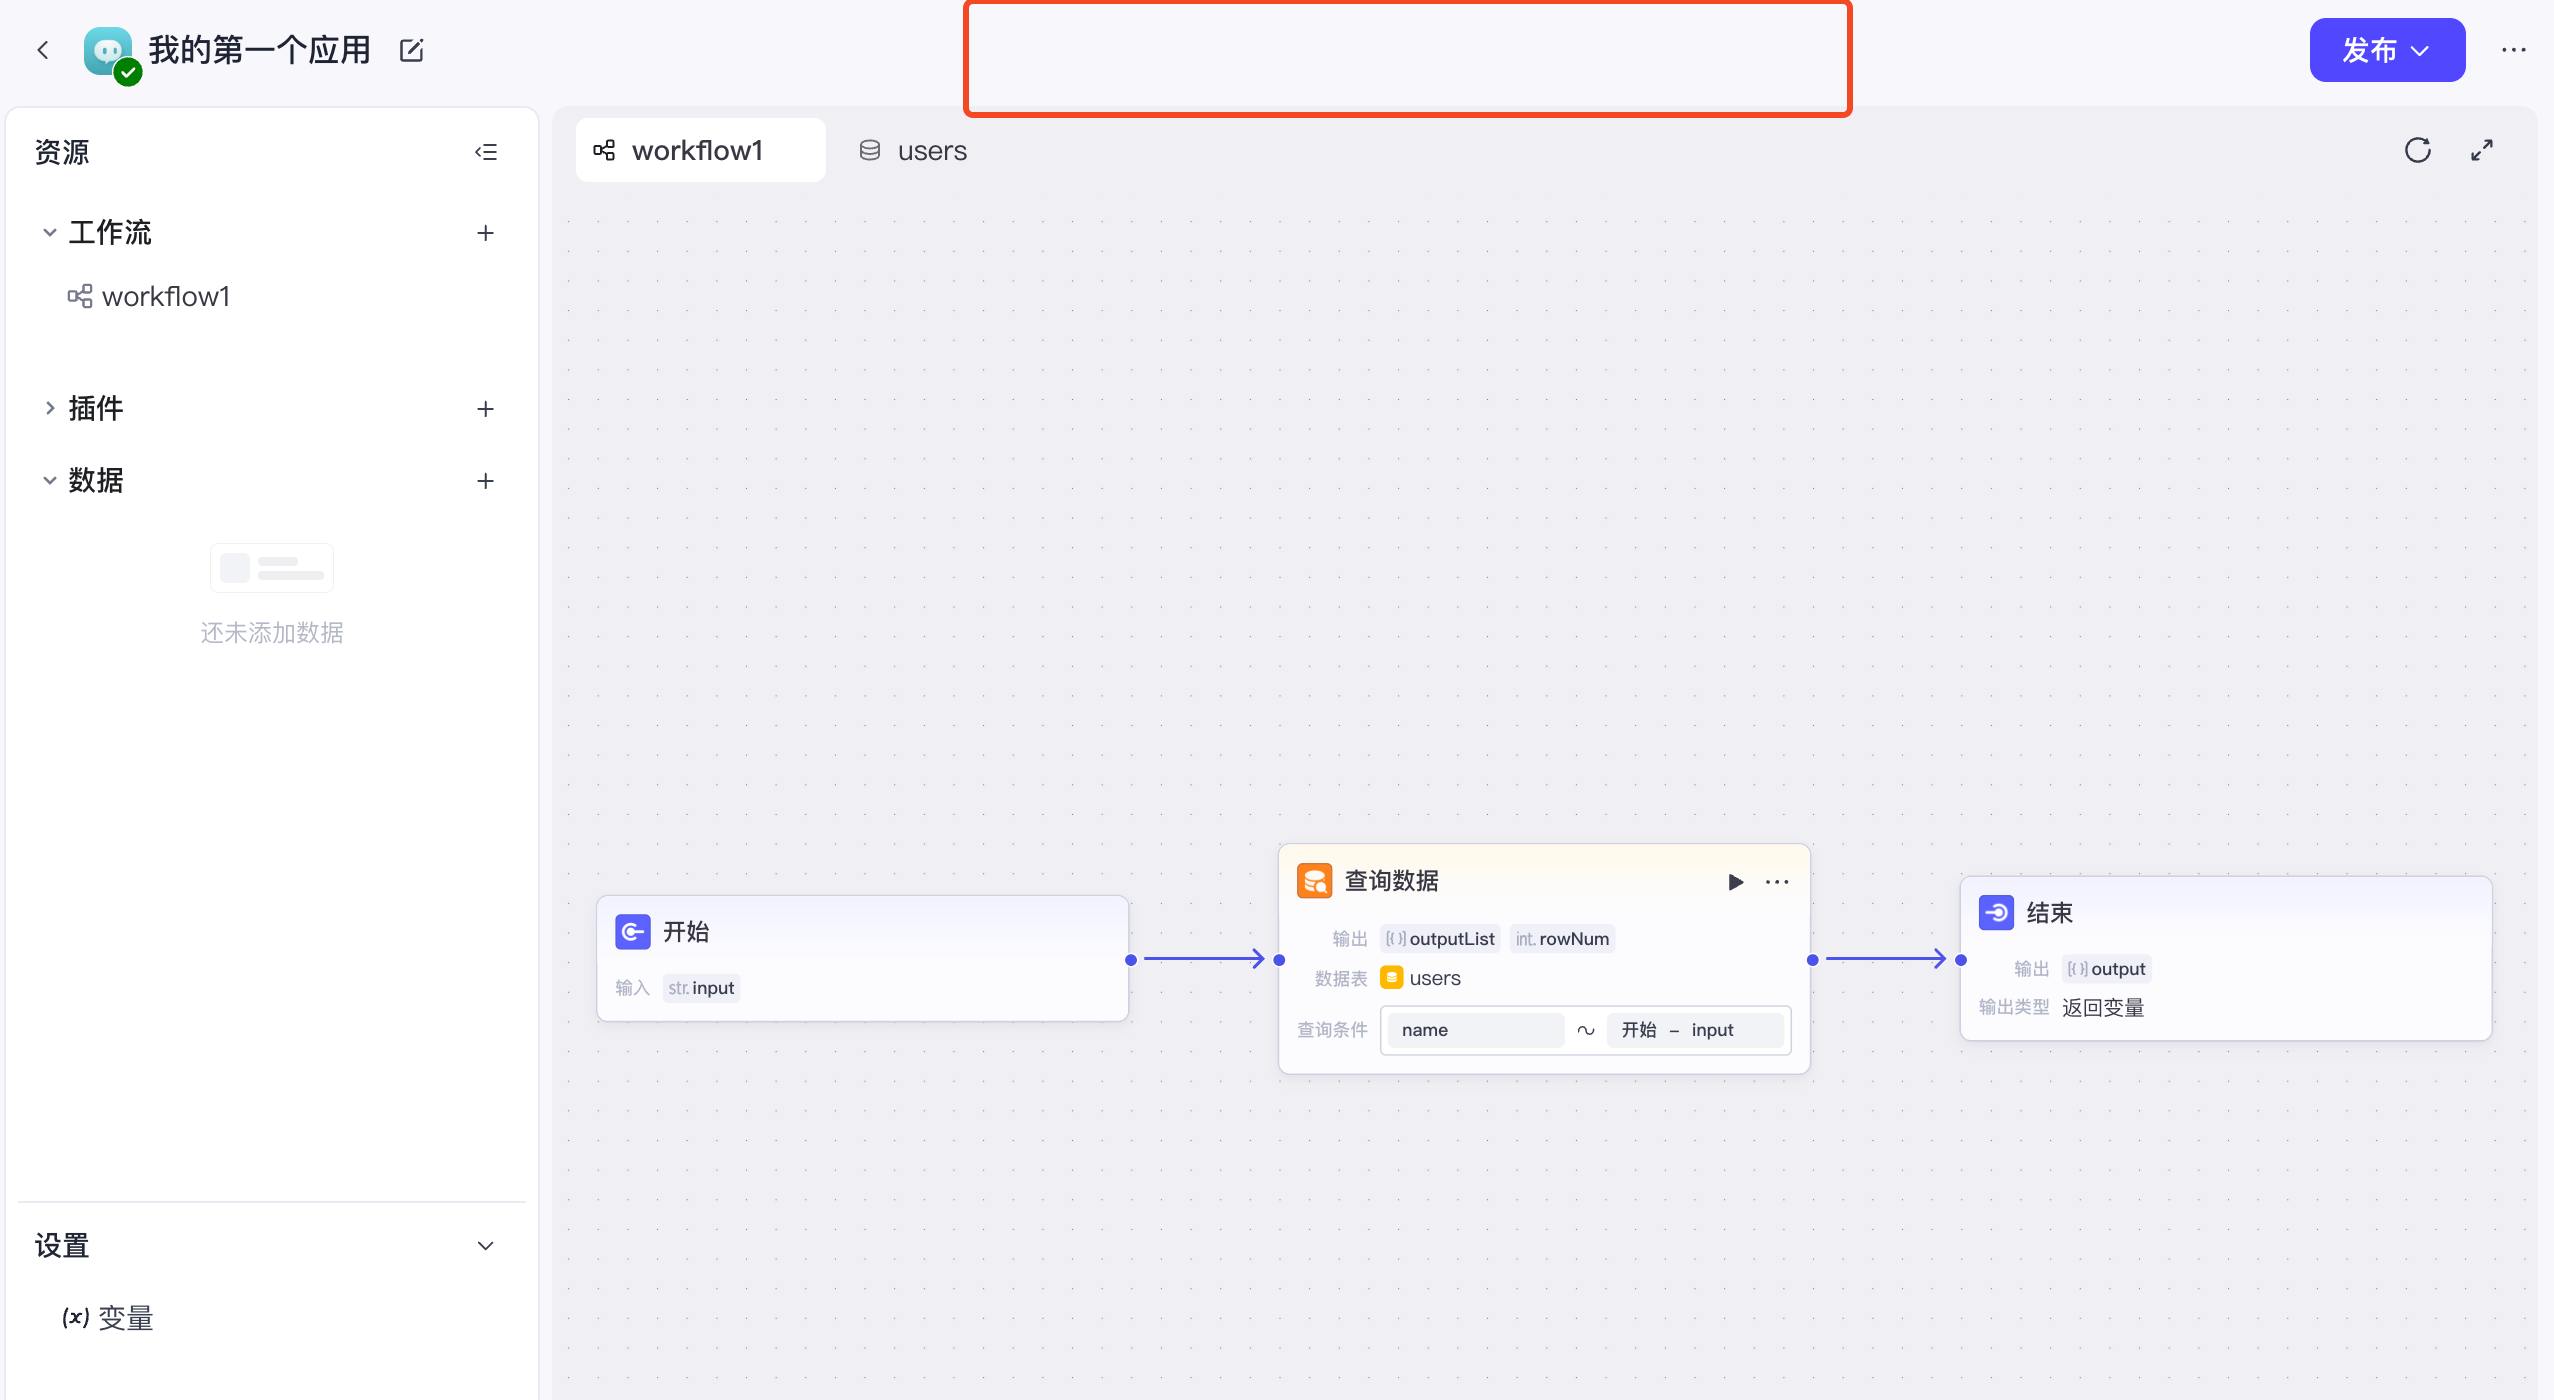 我的第一个应用
发布
资源
工作流
workflow1
插件
数据
还未添加数据
设置
(x) 变量
workflow1
users
开始
输入 str. input
查询数据
输出 [{}] outputList int. rowNum
数据表 users
查询条件 name ~ 开始 – input
结束
输出 [{}] output
输出类型 返回变量